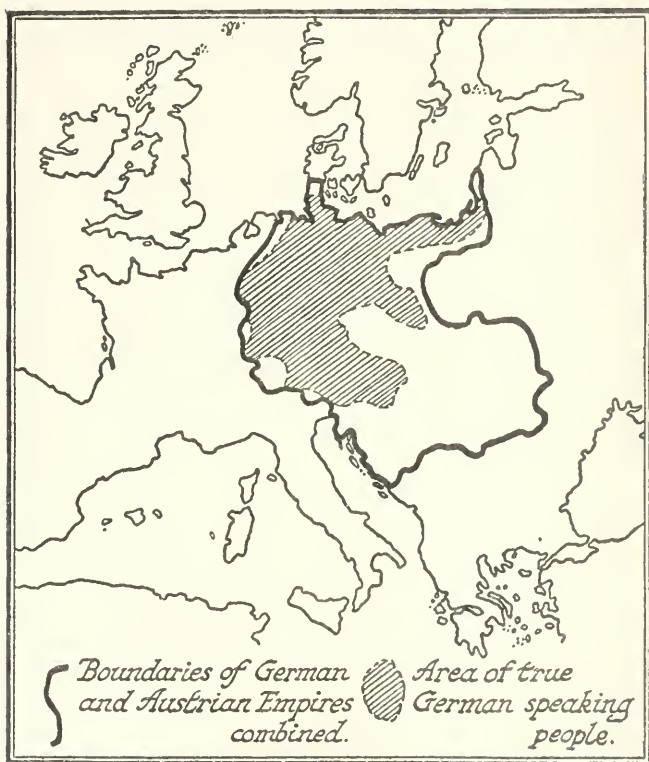 Boundaries of German
and Austrian Empires
combined.
Area of true
German speaking
people.